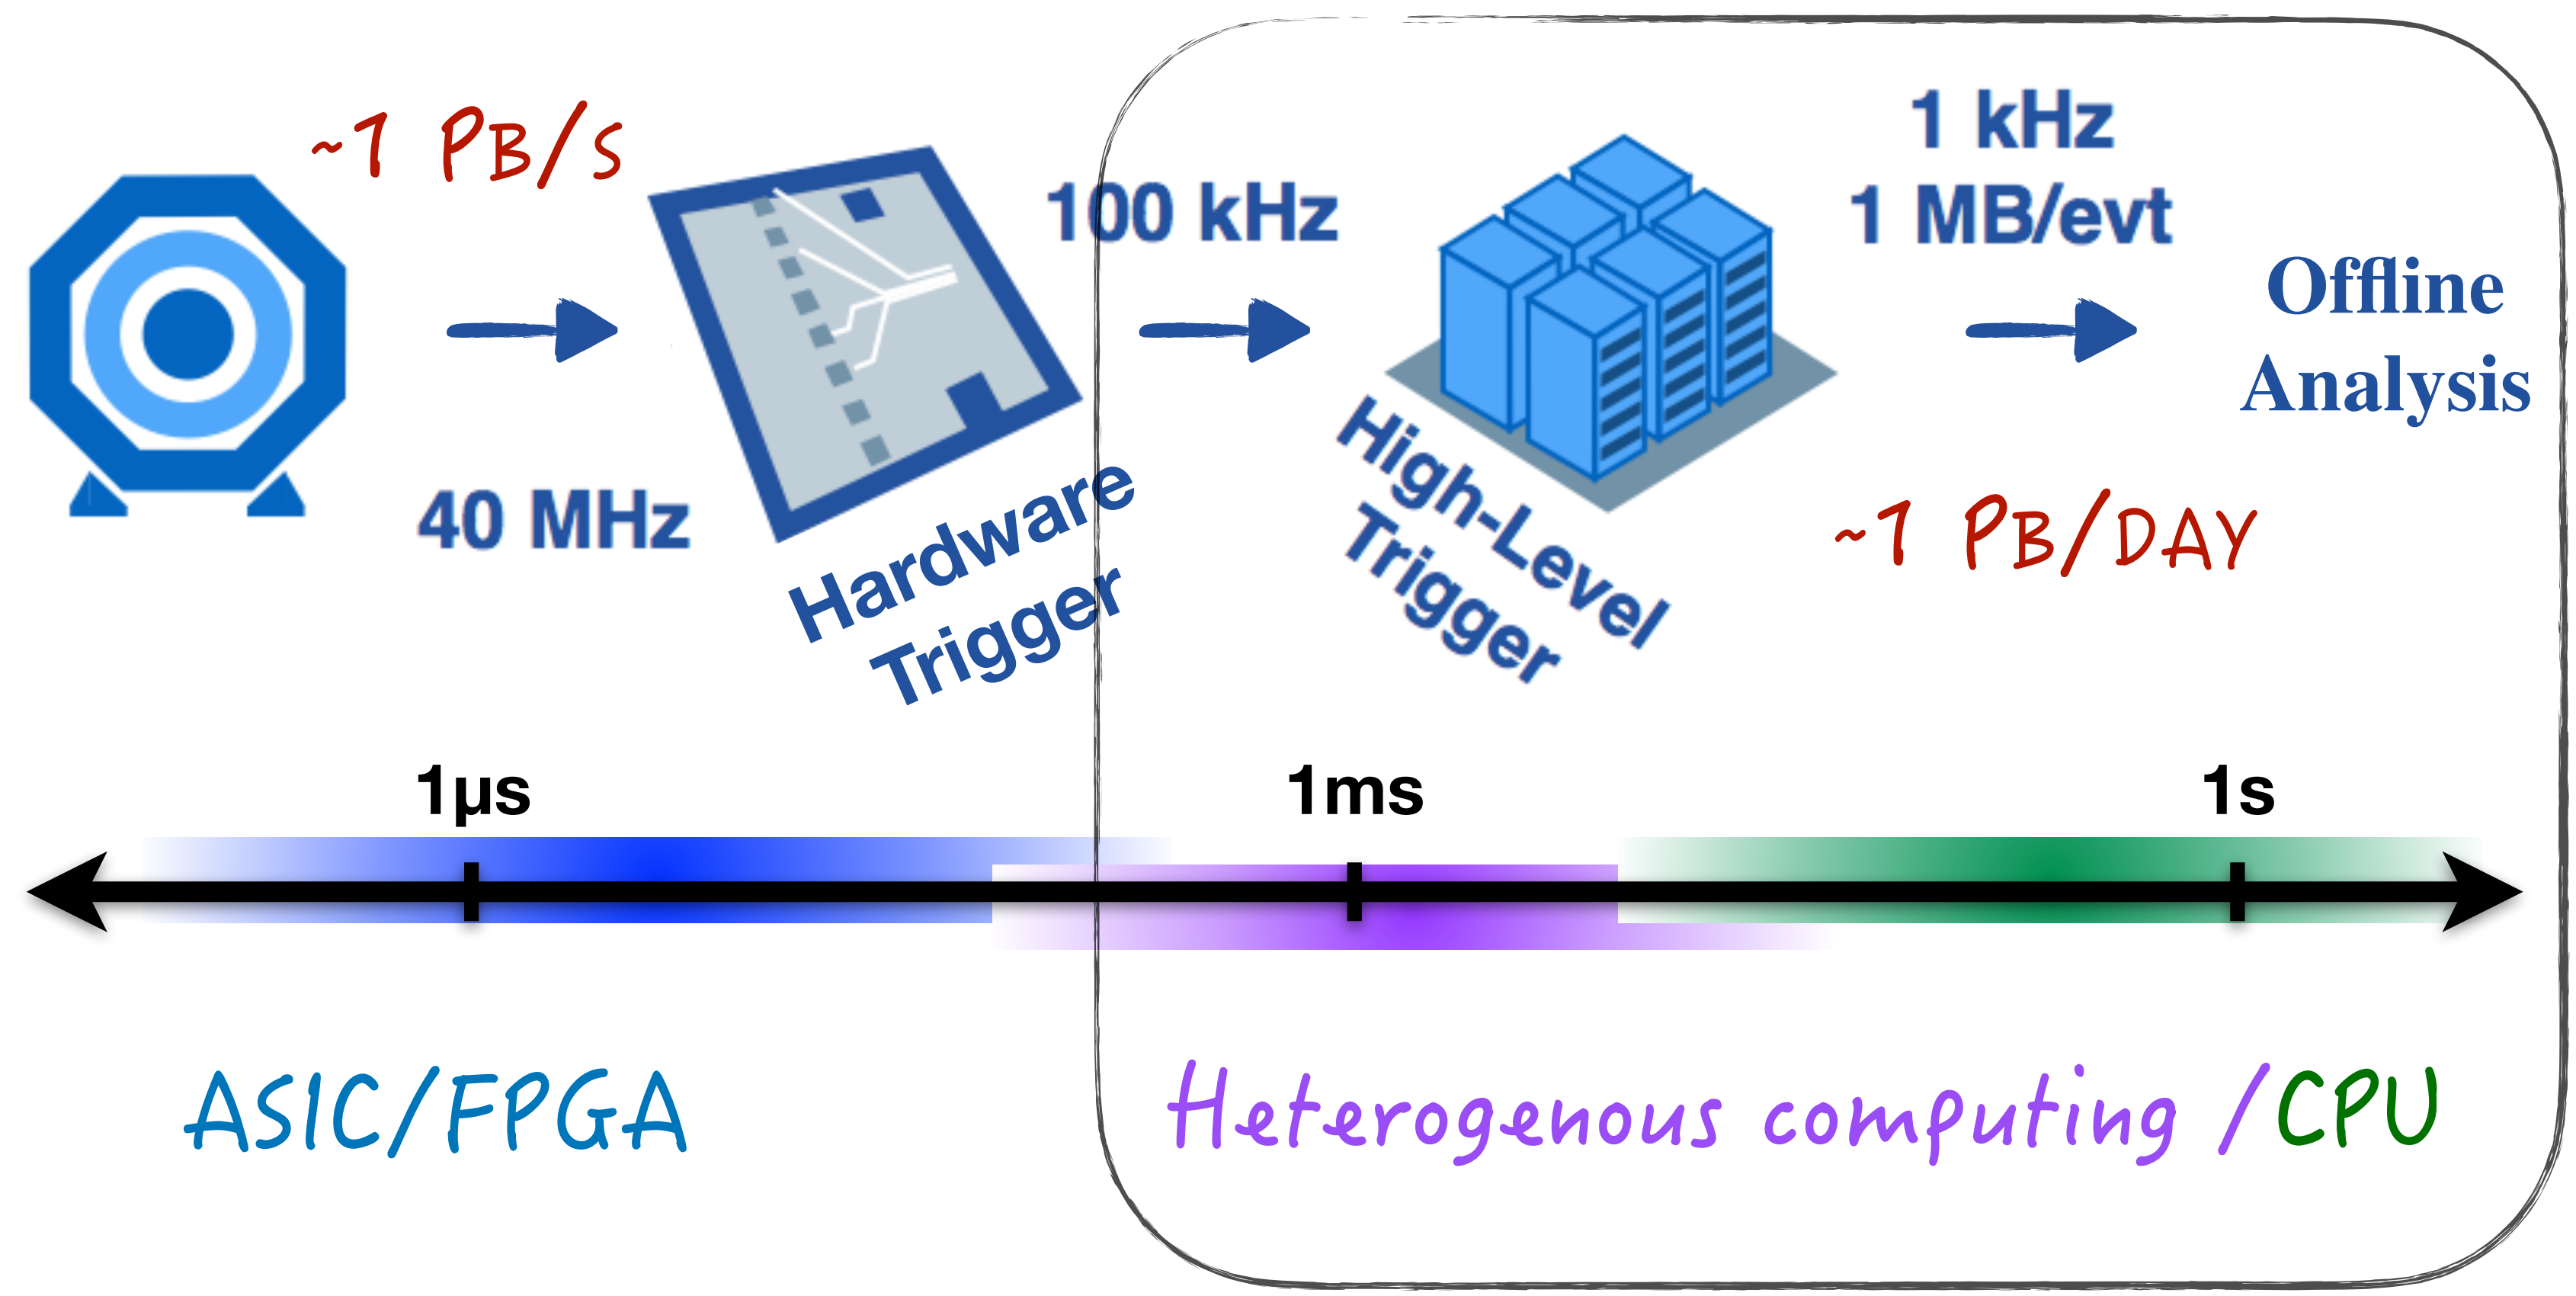 ~1 PB/S
40 MHz
Hardware
Trigger
100 kHz
High-Level
Trigger
1 kHz
1 MB/evt
Offline
Analysis
~1 PB/DAY
1μs
1ms
1s
ASIC/FPGA
Heterogenous computing /CPU